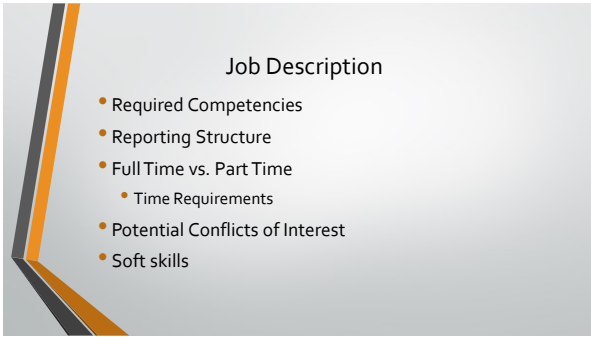 Job Description
• Required Competencies
• Reporting Structure
• Full Time vs. Part Time
• Time Requirements
• Potential Conflicts of Interest
• Soft skills